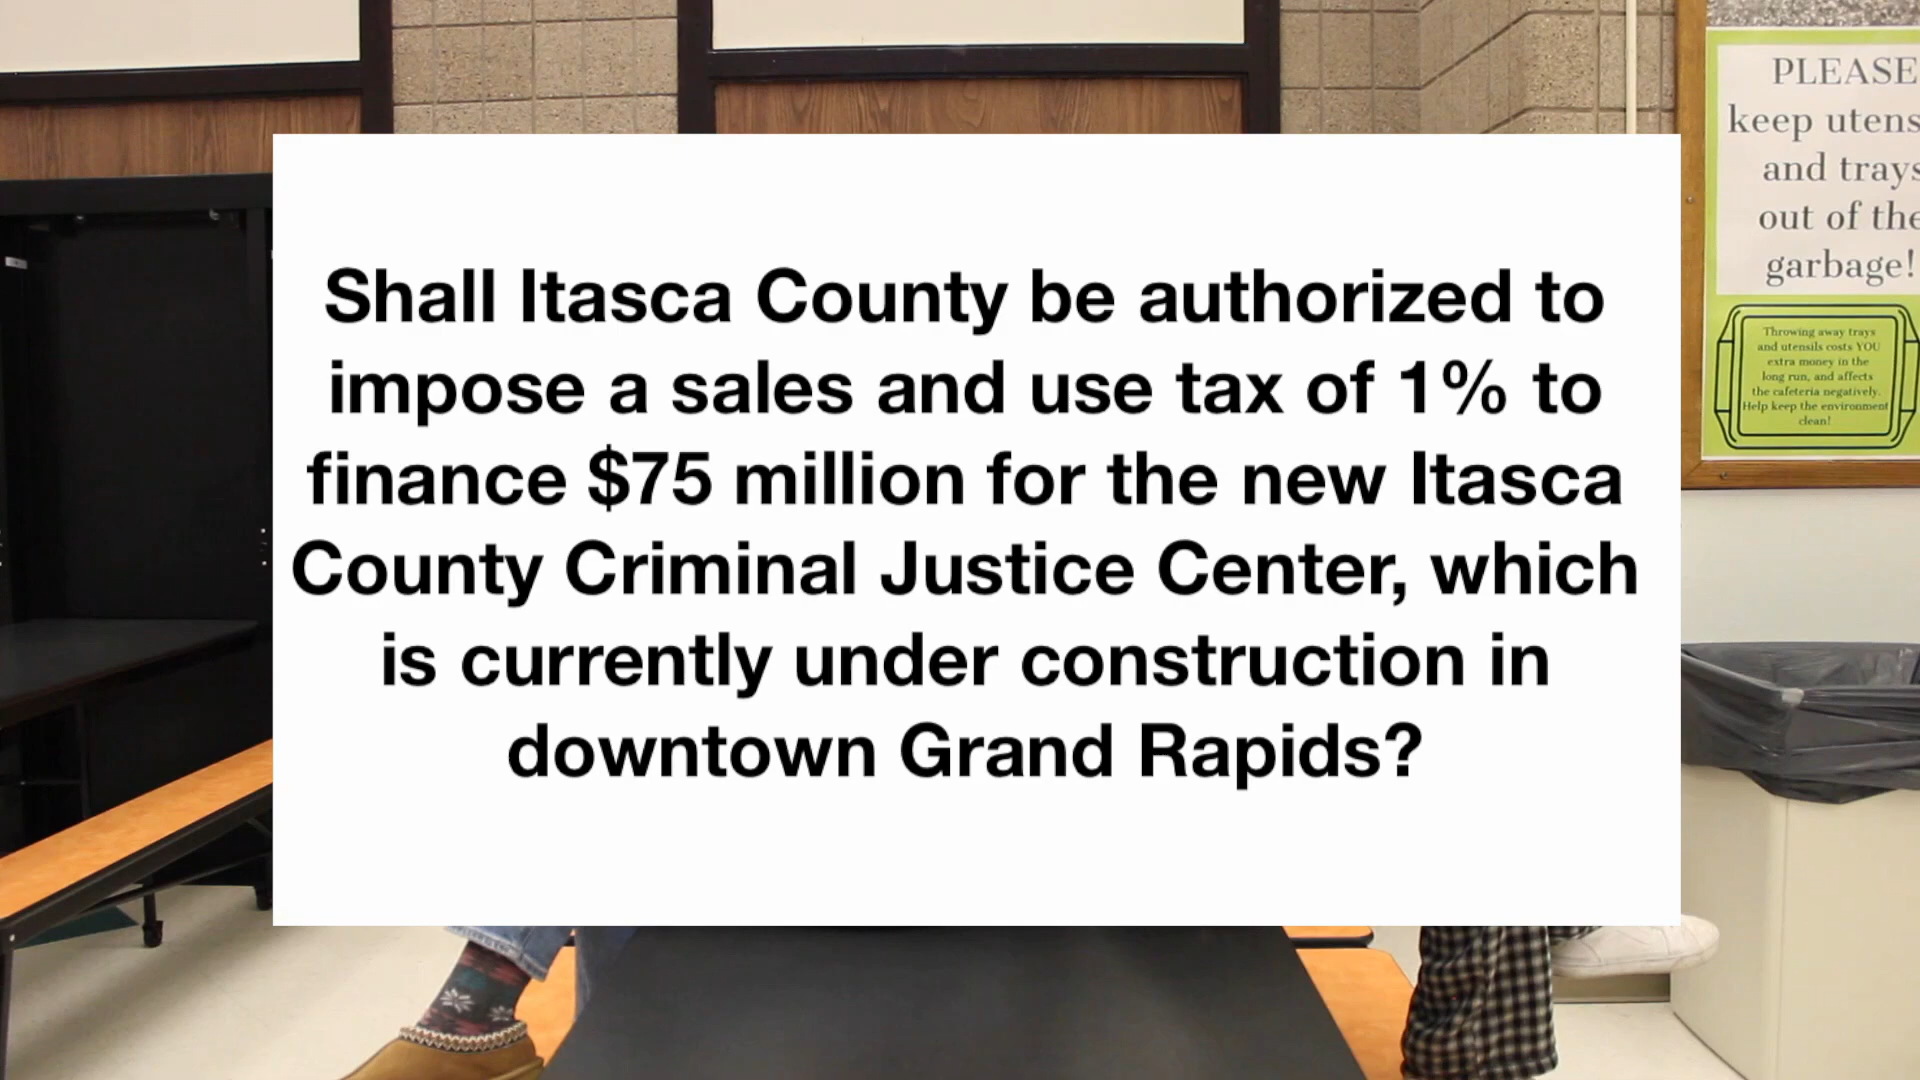 Shall Itasca County be authorized to
impose a sales and use tax of 1% to
finance $75 million for the new Itasca
County Criminal Justice Center, which
is currently under construction in
downtown Grand Rapids?
PLEASE
keep utens
and trays
out of the
garbage!
Throwing away trays
and utensils costs YOU
extra money in the
long run, and affects
the cafeteria negatively.
Help keep the environment
clean!